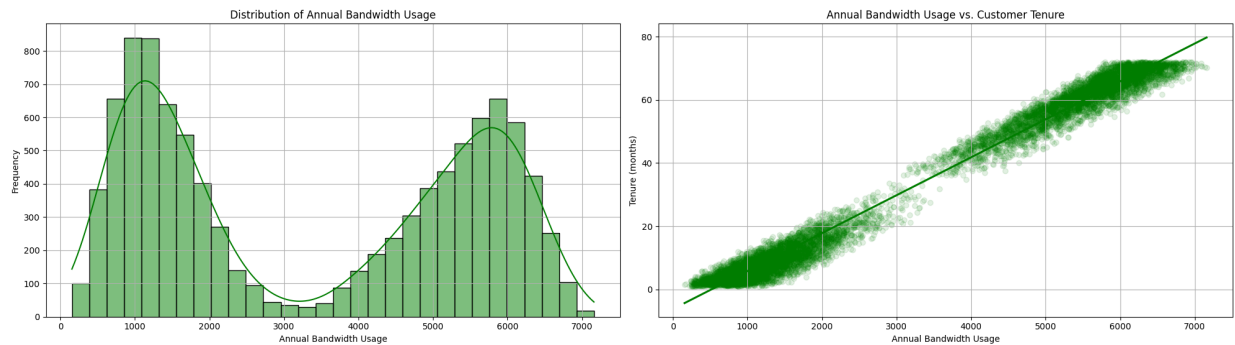 Distribution of Annual Bandwidth Usage
Frequency
800
700
600
500
400
300
200
100
0
0 1000 2000 3000 4000 5000 6000 7000
Annual Bandwidth Usage
Annual Bandwidth Usage vs. Customer Tenure
Tenure (months)
80
60
40
20
0
0 1000 2000 3000 4000 5000 6000 7000
Annual Bandwidth Usage